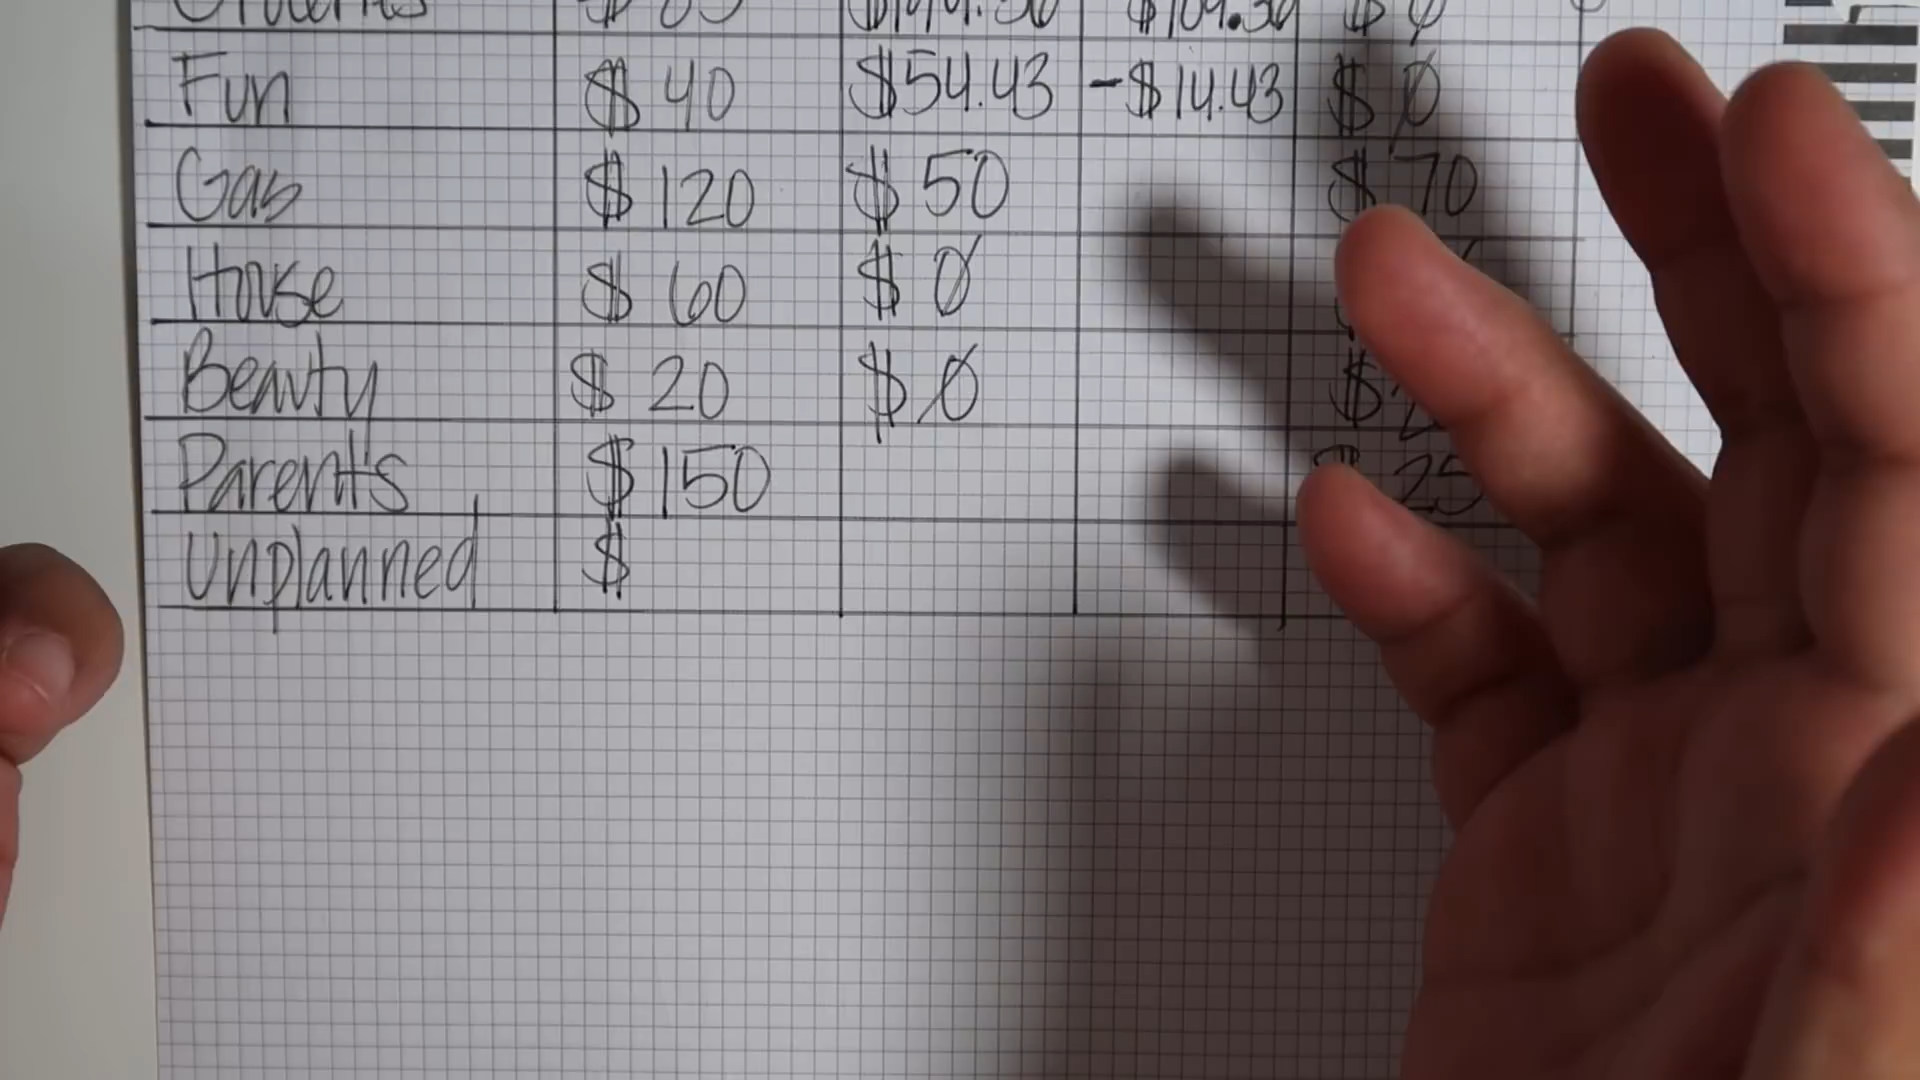 Fun $ 40 $54.43 -$14.43 $ 0
Gas $ 120 $ 50 $ 70
House $ 60 $ 0
Beauty $ 20 $ 0 $
Parent's $ 150 $ 25
Unplanned $